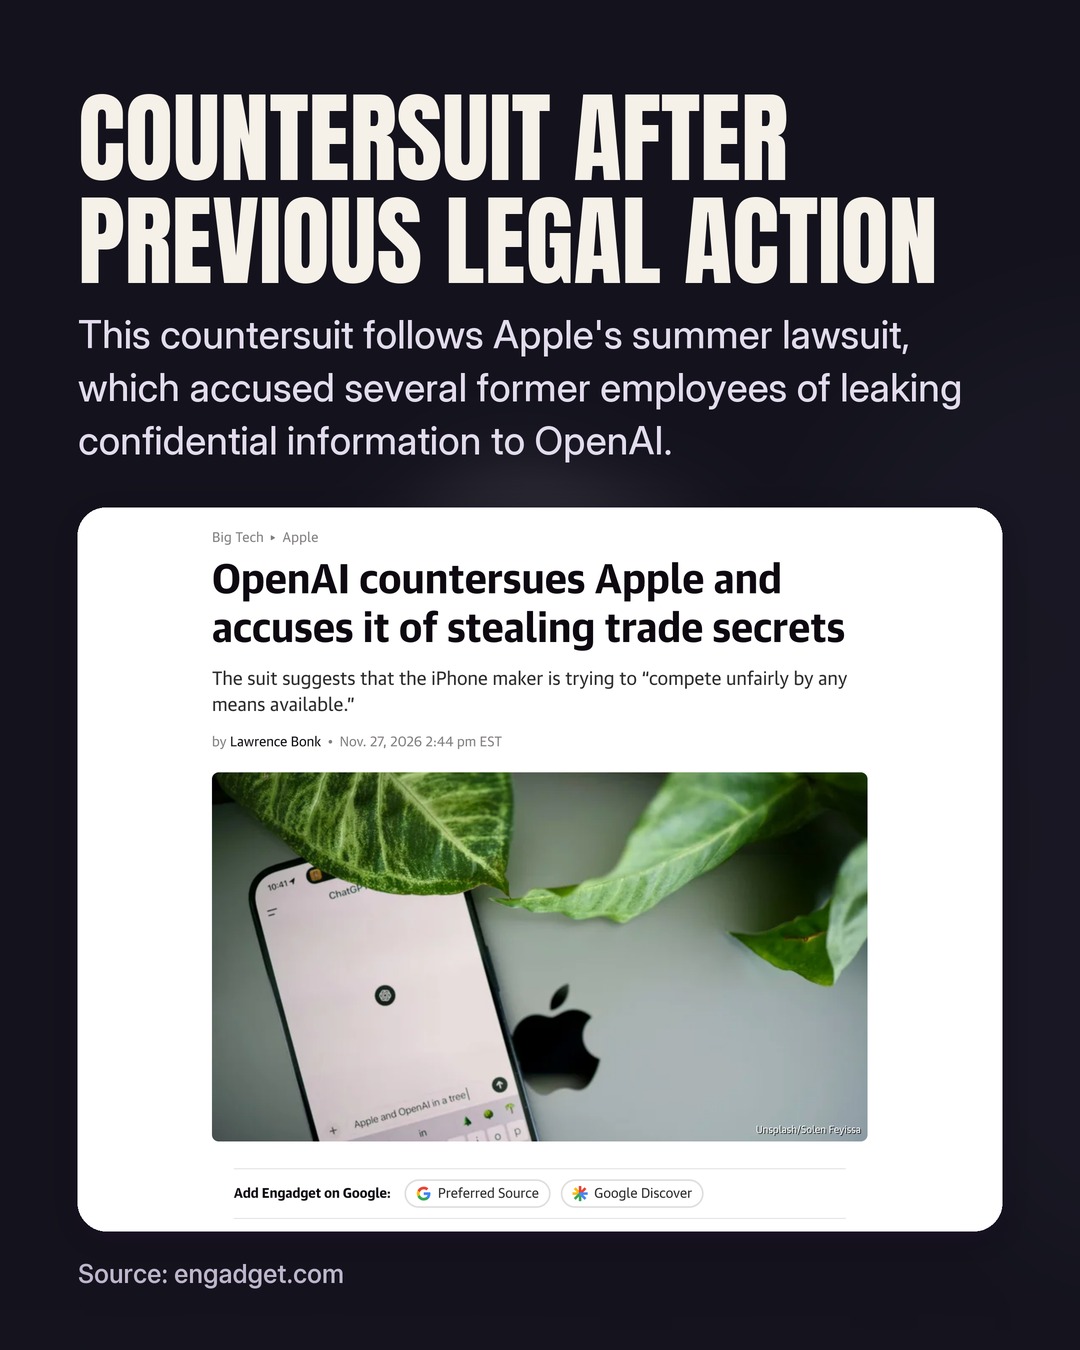 COUNTERSUIT AFTER
PREVIOUS LEGAL ACTION
This countersuit follows Apple's summer lawsuit,
which accused several former employees of leaking
confidential information to OpenAI.
Big Tech ▸ Apple
OpenAI countersues Apple and
accuses it of stealing trade secrets
The suit suggests that the iPhone maker is trying to “compete unfairly by any
means available.”
by Lawrence Bonk • Nov. 27, 2026 2:44 pm EST
10:41
ChatGP
Apple and OpenAI in a tree
in
i o p
Unsplash/Solen Feyissa
Add Engadget on Google: Preferred Source Google Discover
Source: engadget.com